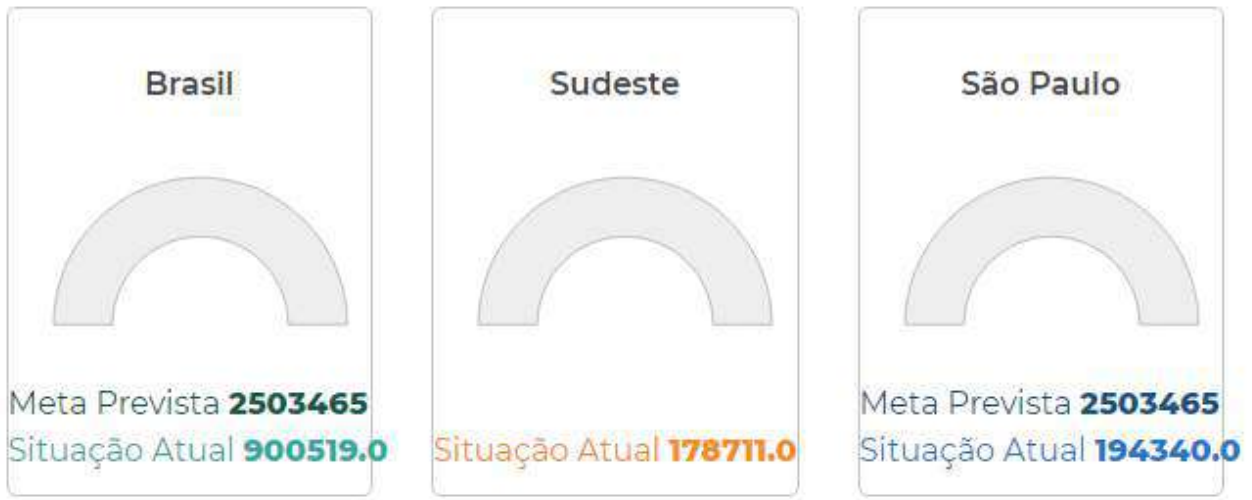 Brasil
Meta Prevista 2503465
Situação Atual 900519.0
Sudeste
Situação Atual 178711.0
São Paulo
Meta Prevista 2503465
Situação Atual 194340.0